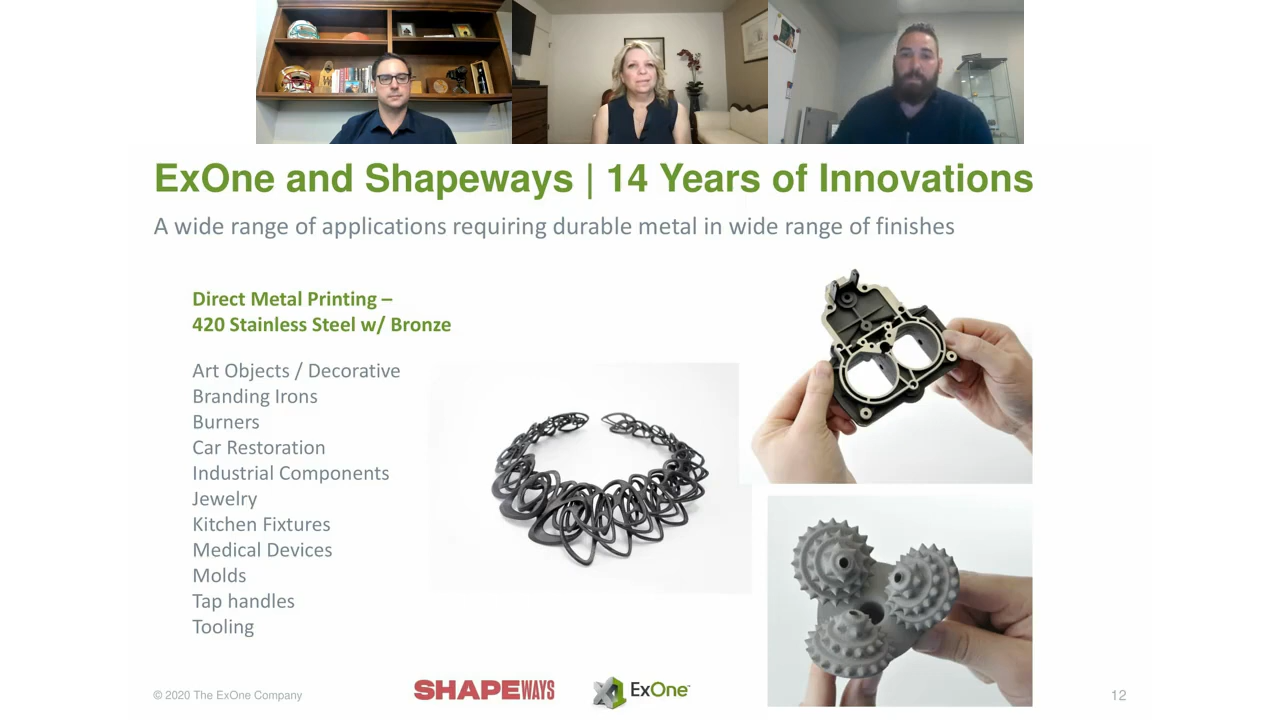 ExOne and Shapeways | 14 Years of Innovations
A wide range of applications requiring durable metal in wide range of finishes
Direct Metal Printing –
420 Stainless Steel w/ Bronze
Art Objects / Decorative
Branding Irons
Burners
Car Restoration
Industrial Components
Jewelry
Kitchen Fixtures
Medical Devices
Molds
Tap handles
Tooling
© 2020 The ExOne Company
SHAPEWAYS
ExOne™
12